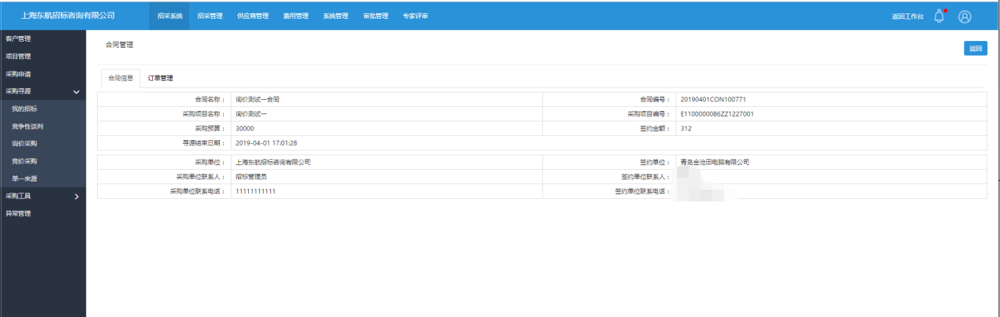 上海东航招标咨询有限公司 招采系统 招采管理 供应商管理 费用管理 系统管理 审批管理 专家评审 返回工作台
客户管理
项目管理
采购申请
采购寻源
我的招标
竞争性谈判
询价采购
竞价采购
单一来源
采购工具
异常管理
合同管理 返回
合同信息 订单管理
合同名称： 询价测试一合同 合同编号： 20190401CON100771
采购项目名称： 询价测试一 采购项目编号： E1100000086ZZ1227001
采购预算： 30000 签约金额： 312
寻源结束日期： 2019-04-01 17:01:28
采购单位： 上海东航招标咨询有限公司 签约单位： 青岛金沧田电脑有限公司
采购单位联系人： 招标管理员 签约单位联系人：
采购单位联系电话： 11111111111 签约单位联系电话：